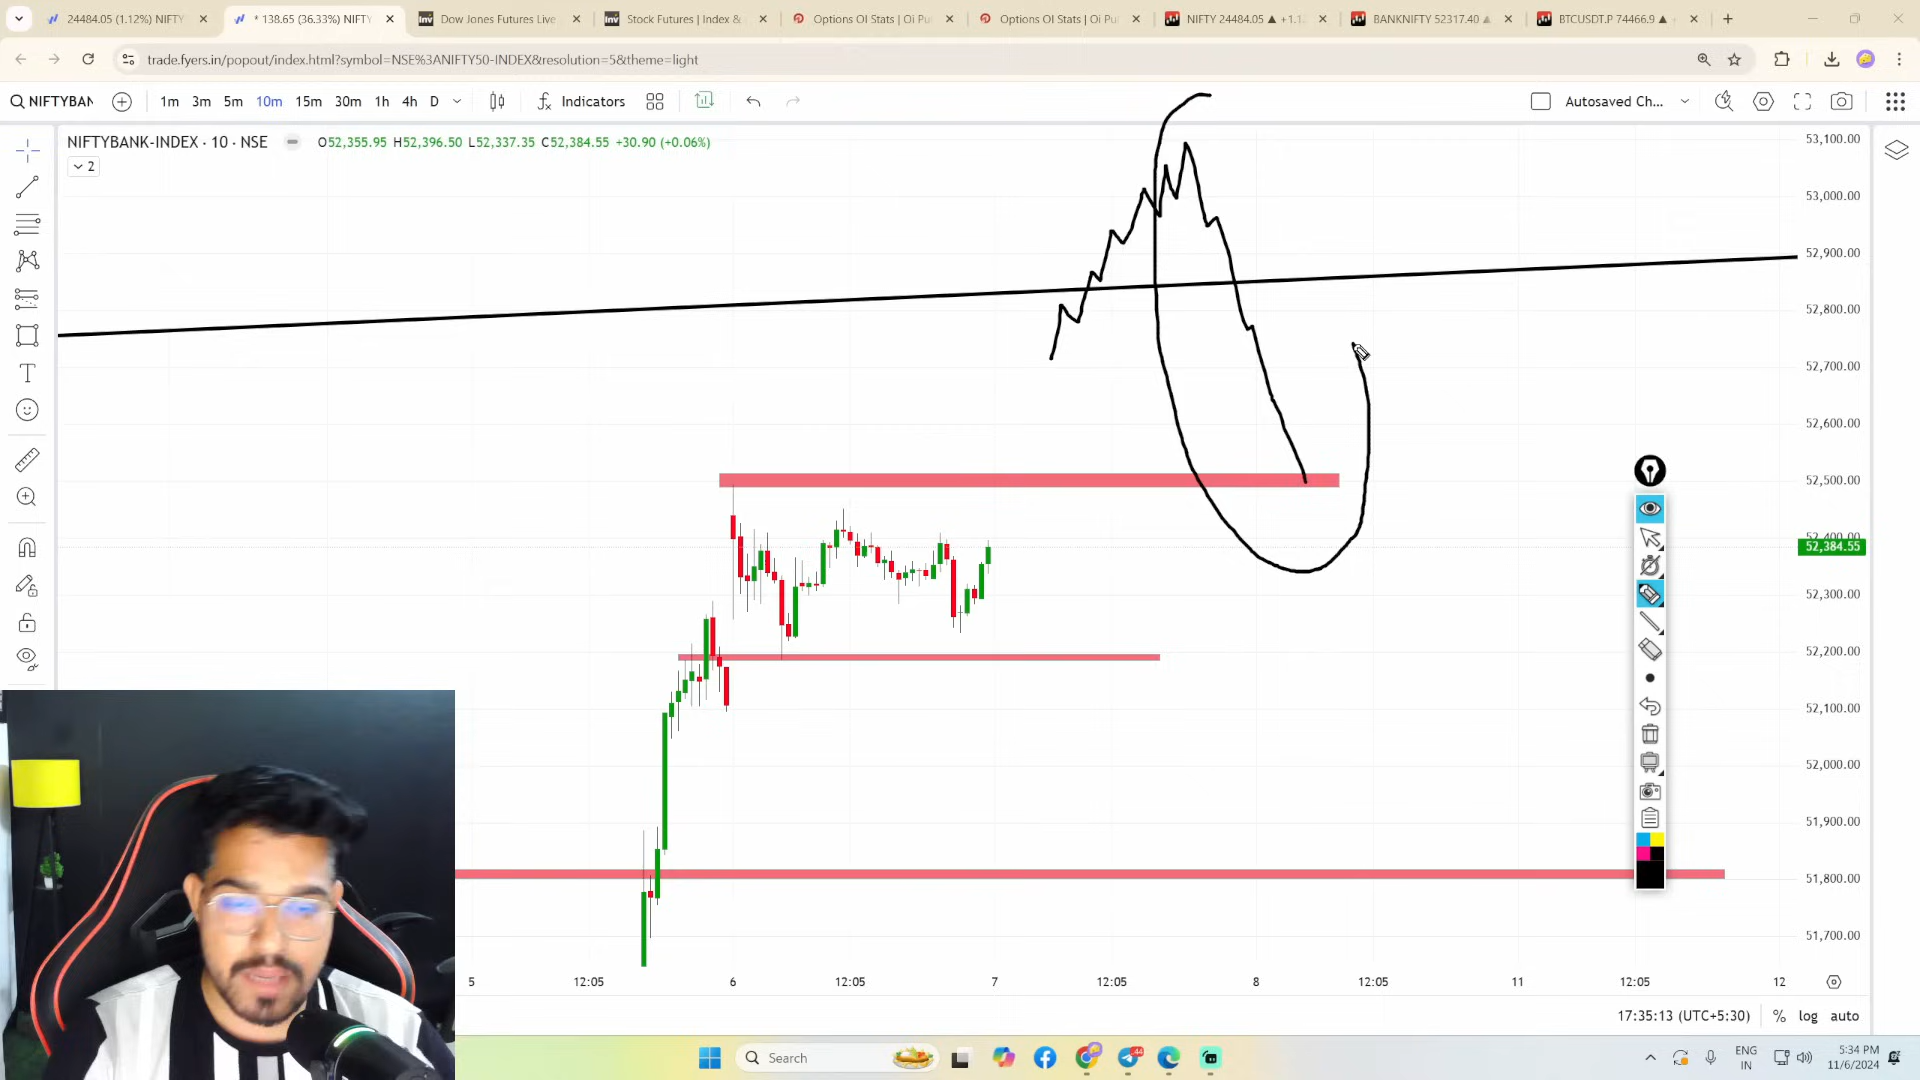 24484.05 (1.12%) NIFTY
* 138.65 (36.33%) NIFTY
Dow Jones Futures Live
Stock Futures | Index &
Options OI Stats | Oi Pu
Options OI Stats | Oi Pu
NIFTY 24484.05 ▲ +1.1
BANKNIFTY 52317.40 ▲
BTCUSDT.P 74466.9 ▲
trade.fyers.in/popout/index.html?symbol=NSE%3ANIFTY50-INDEX&resolution=5&theme=light
NIFTYBAN 1m 3m 5m 10m 15m 30m 1h 4h D Indicators Autosaved Ch...
NIFTYBANK-INDEX · 10 · NSE O52,355.95 H52,396.50 L52,337.35 C52,384.55 +30.90 (+0.06%)
2
53,100.00
53,000.00
52,900.00
52,800.00
52,700.00
52,600.00
52,500.00
52,400.00
52,384.55
52,300.00
52,200.00
52,100.00
52,000.00
51,900.00
51,800.00
51,700.00
5 12:05 6 12:05 7 12:05 8 12:05 11 12:05 12
17:35:13 (UTC+5:30) % log auto
Search
44
ENG
IN
5:34 PM
11/6/2024